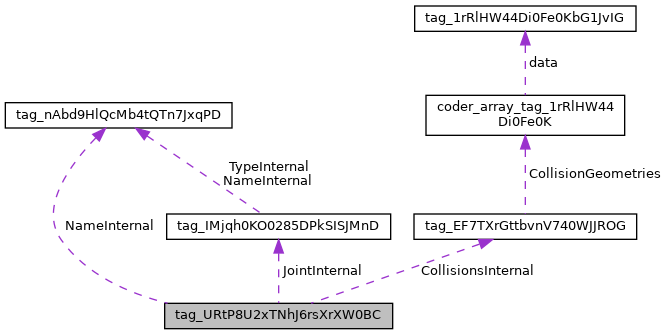 tag_1rRlHW44Di0Fe0KbG1JvIG
data
coder_array_tag_1rRlHW44
Di0Fe0K
tag_nAbd9HlQcMb4tQTn7JxqPD
TypeInternal
NameInternal
CollisionGeometries
NameInternal
tag_IMjqh0KO0285DPkSISJMnD
tag_EF7TXrGttbvnV740WJJROG
JointInternal
CollisionsInternal
tag_URtP8U2xTNhJ6rsXrXW0BC